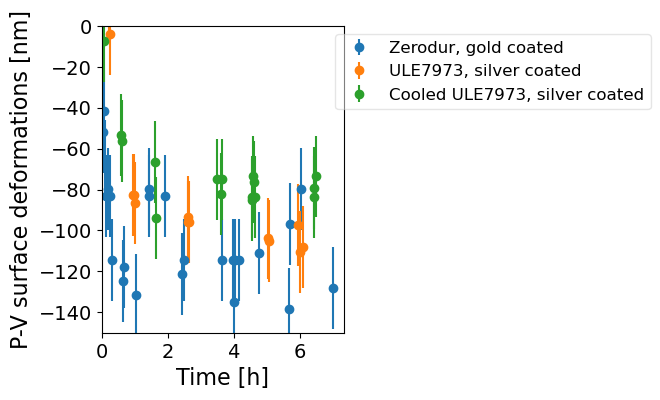 P-V surface deformations [nm]
0
−20
−40
−60
−80
−100
−120
−140
0
2
4
6
Time [h]
Zerodur, gold coated
ULE7973, silver coated
Cooled ULE7973, silver coated